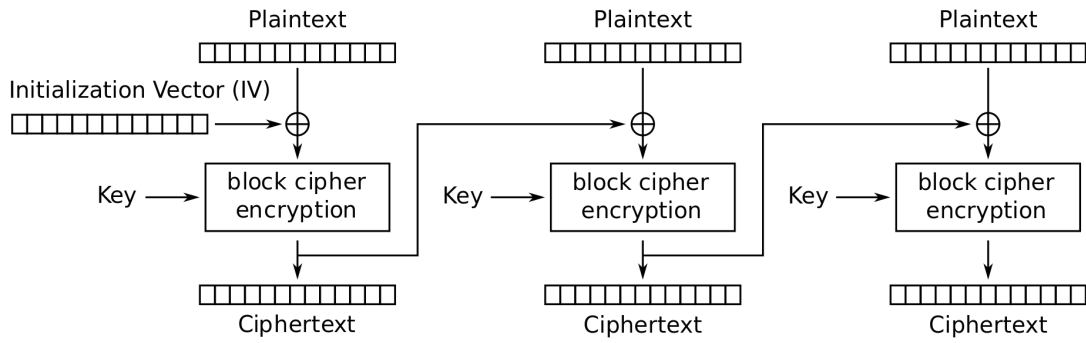 Plaintext
Plaintext
Plaintext
Initialization Vector (IV)
Key
block cipher
encryption
Key
block cipher
encryption
Key
block cipher
encryption
Ciphertext
Ciphertext
Ciphertext